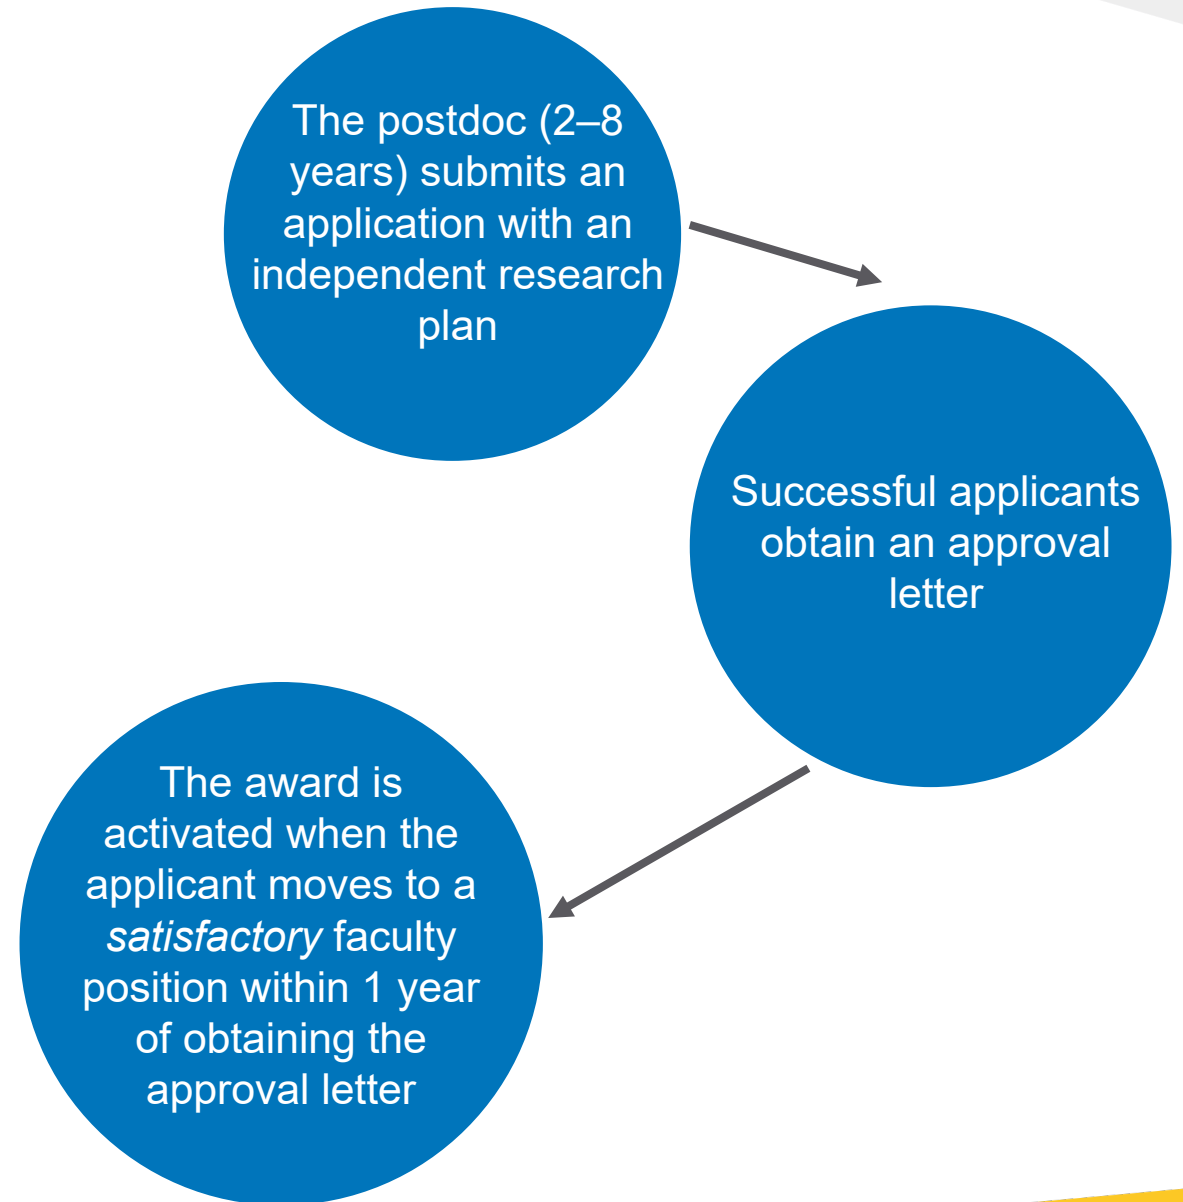 The postdoc (2–8
years) submits an
application with an
independent research
plan
Successful applicants
obtain an approval
letter
The award is
activated when the
applicant moves to a
satisfactory faculty
position within 1 year
of obtaining the
approval letter